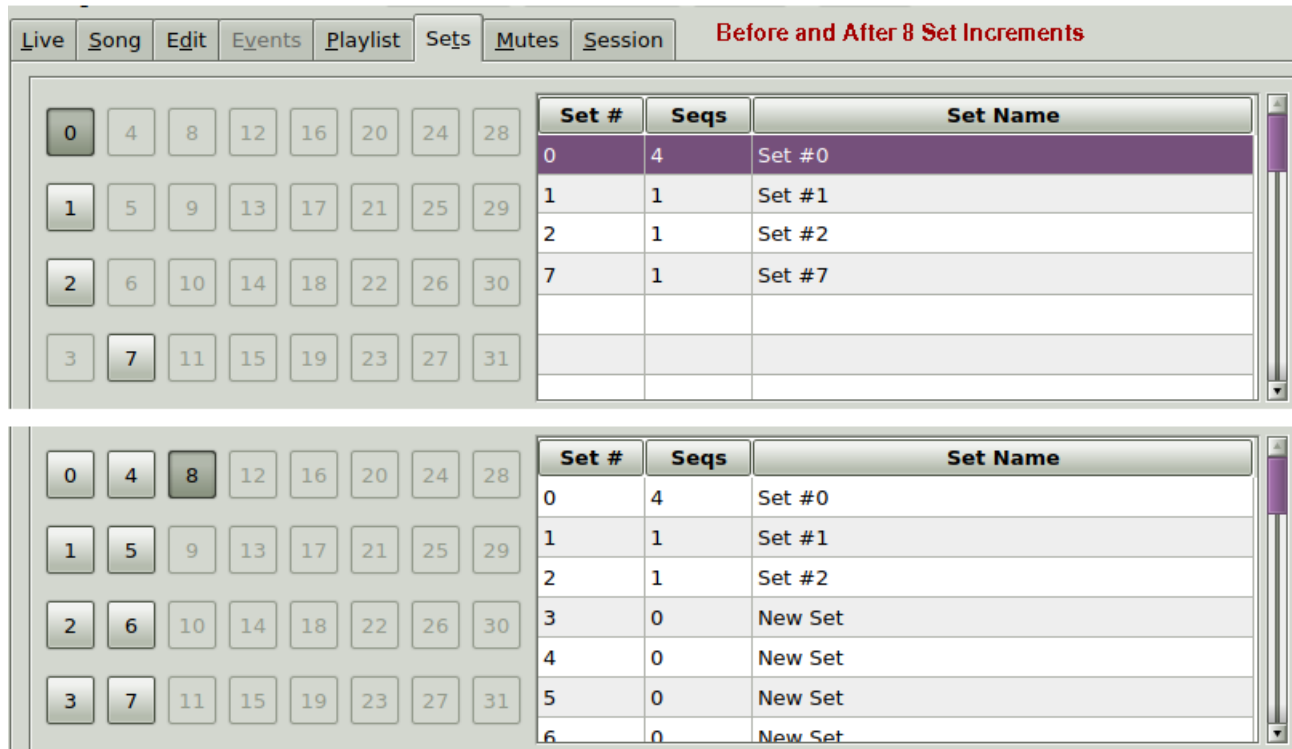 Live Song Edit Events Playlist Sets Mutes Session Before and After 8 Set Increments
0 4 8 12 16 20 24 28
1 5 9 13 17 21 25 29
2 6 10 14 18 22 26 30
3 7 11 15 19 23 27 31
Set # Seqs Set Name
0 4 Set #0
1 1 Set #1
2 1 Set #2
7 1 Set #7
0 4 8 12 16 20 24 28
1 5 9 13 17 21 25 29
2 6 10 14 18 22 26 30
3 7 11 15 19 23 27 31
Set # Seqs Set Name
0 4 Set #0
1 1 Set #1
2 1 Set #2
3 0 New Set
4 0 New Set
5 0 New Set
6 0 New Set